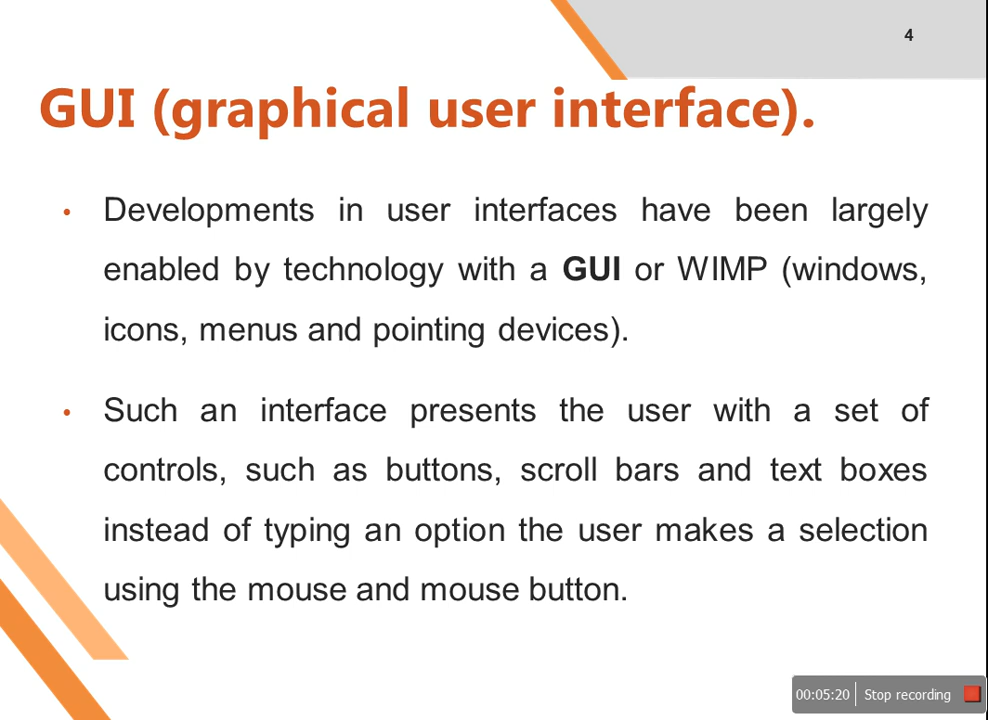 4
GUI (graphical user interface).
• Developments in user interfaces have been largely
enabled by technology with a GUI or WIMP (windows,
icons, menus and pointing devices).
• Such an interface presents the user with a set of
controls, such as buttons, scroll bars and text boxes
instead of typing an option the user makes a selection
using the mouse and mouse button.
00:05:20 Stop recording